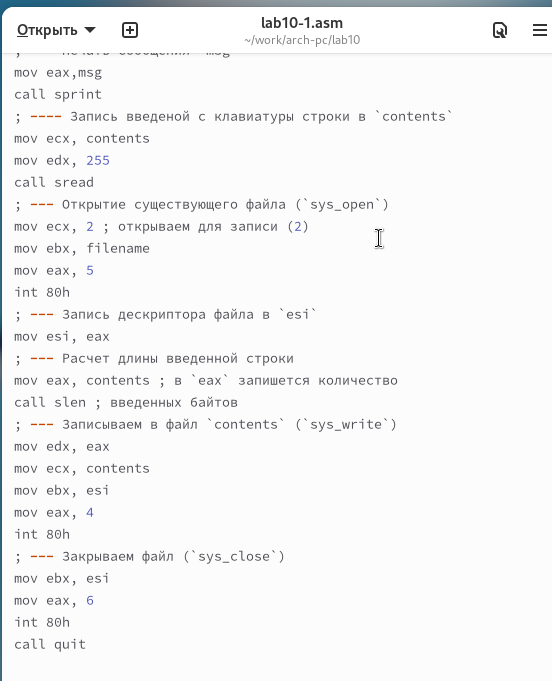 Открыть
lab10-1.asm
~/work/arch-pc/lab10
mov eax,msg
call sprint
; ---- Запись введеной с клавиатуры строки в `contents`
mov ecx, contents
mov edx, 255
call sread
; --- Открытие существующего файла (`sys_open`)
mov ecx, 2 ; открываем для записи (2)
mov ebx, filename
mov eax, 5
int 80h
; --- Запись дескриптора файла в `esi`
mov esi, eax
; --- Расчет длины введенной строки
mov eax, contents ; в `eax` запишется количество
call slen ; введенных байтов
; --- Записываем в файл `contents` (`sys_write`)
mov edx, eax
mov ecx, contents
mov ebx, esi
mov eax, 4
int 80h
; --- Закрываем файл (`sys_close`)
mov ebx, esi
mov eax, 6
int 80h
call quit